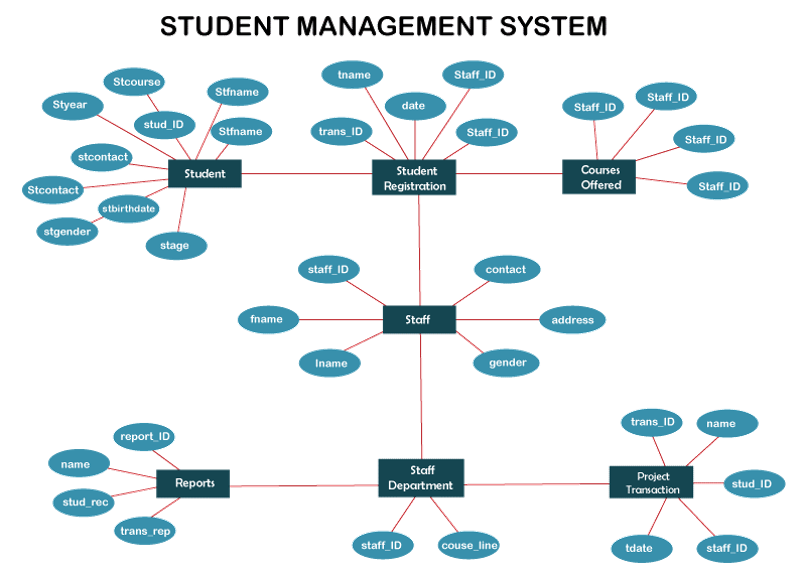 STUDENT MANAGEMENT SYSTEM
Stcourse
Styear
stud_ID
Stfname
Stfname
stcontact
Stcontact
stbirthdate
stgender
stage
Student
tname
date
Staff_ID
trans_ID
Staff_ID
Student
Registration
Staff_ID
Staff_ID
Staff_ID
Staff_ID
Courses
Offered
staff_ID
contact
fname
Staff
address
lname
gender
report_ID
name
stud_rec
trans_rep
Reports
Staff
Department
staff_ID
couse_line
trans_ID
name
Project
Transaction
stud_ID
tdate
staff_ID